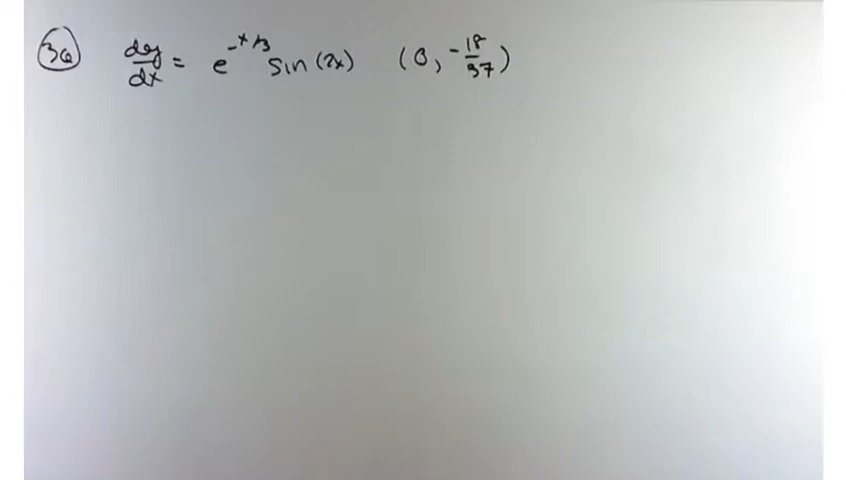 36 dy/dx = e^{-x/3} sin(2x) (0, -18/37)